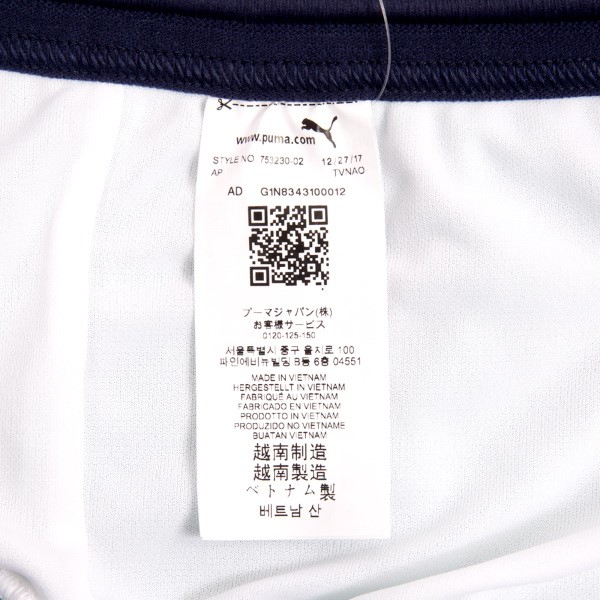 www.puma.com
STYLE NO 753230-02 12/27/17
AP TVNAO
AD G1N8343100012
プーマジャパン(株)
お客様サービス
0120-125-150
서울특별시 중구 을지로 100
파인에비뉴빌딩 B동 6층 04551
MADE IN VIETNAM
HERGESTELLT IN VIETNAM
FABRIQUÉ AU VIETNAM
FABRICADO EN VIETNAM
PRODOTTO IN VIETNAM
PRODUZIDO NO VIETNAME
BUATAN VIETNAM
越南制造
越南製造
ベトナム製
베트남 산